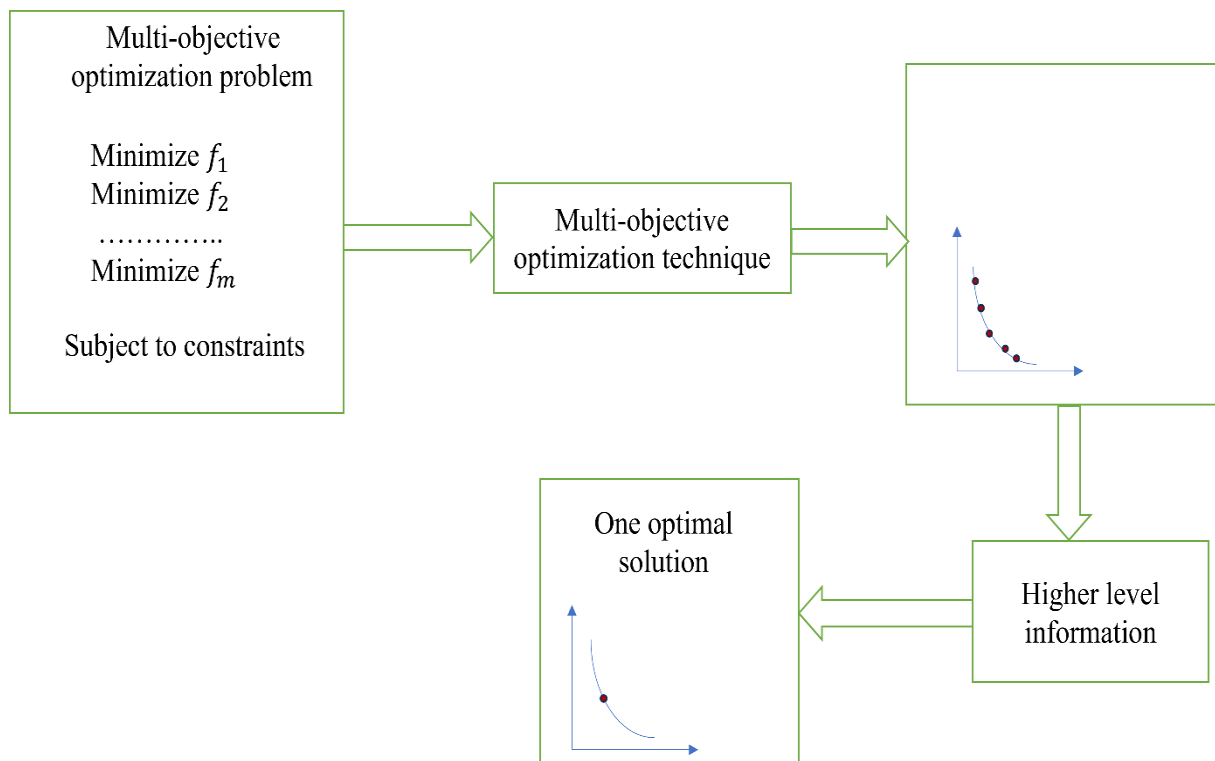 Multi-objective
optimization problem
Minimize f₁
Minimize f₂
…………..
Minimize fₘ
Subject to constraints
Multi-objective
optimization technique
Higher level
information
One optimal
solution